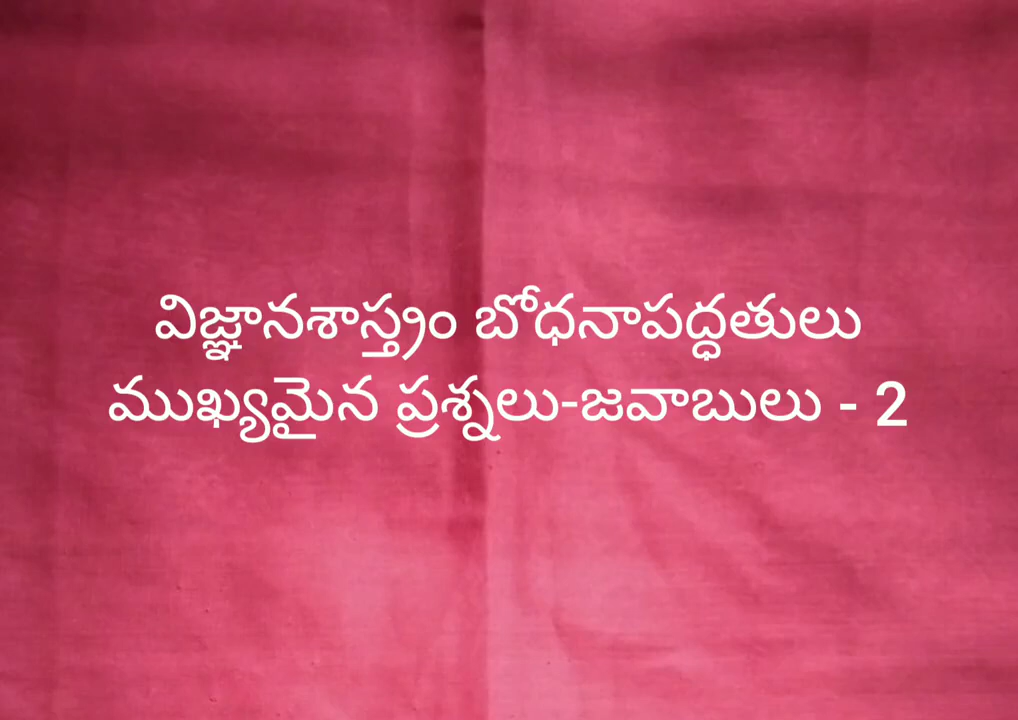 విజ్ఞానశాస్త్రం బోధనాపద్ధతులు
ముఖ్యమైన ప్రశ్నలు-జవాబులు - 2